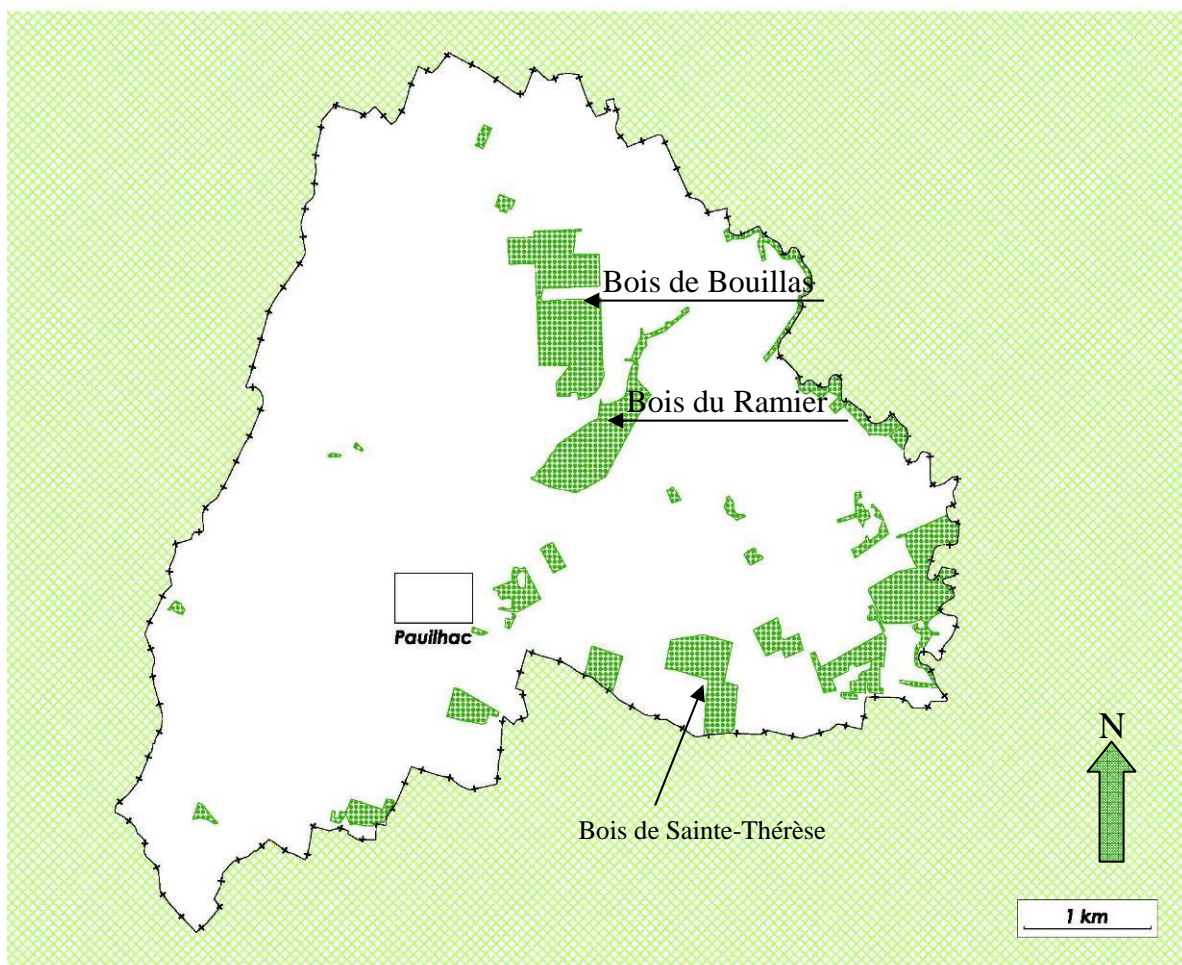 Bois de Bouillas
Bois du Ramier
Pauilhac
Bois de Sainte-Thérèse
N
1 km